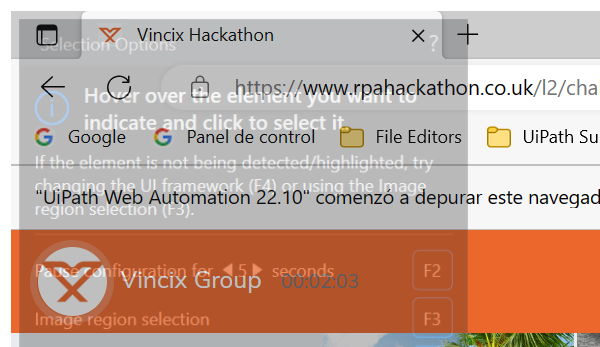 Vincix Hackathon
Selection Options ?
https://www.rpahackathon.co.uk/l2/cha
Hover over the element you want to
indicate and click to select it
Google Panel de control File Editors UiPath Su
If the element is not being detected/highlighted, try
changing the UI framework (F4) or using the Image
"UiPath Web Automation 22.10" comenzó a depurar este navegad
region selection (F3).
Pause configuration for 5 seconds F2
Vincix Group 00:02:03
Image region selection F3